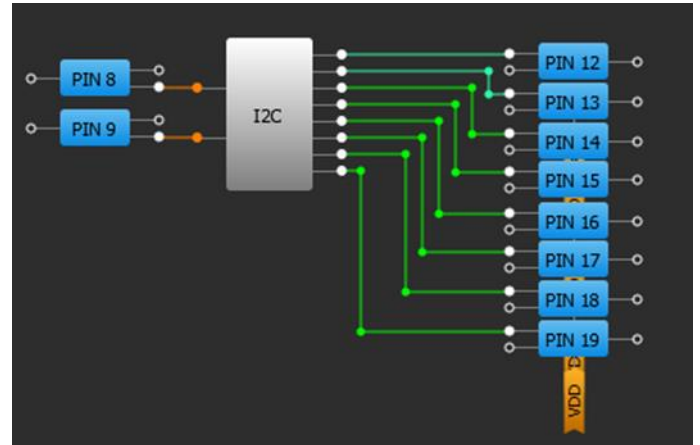 PIN 8
PIN 9
I2C
PIN 12
PIN 13
PIN 14
PIN 15
PIN 16
PIN 17
PIN 18
PIN 19
VDD